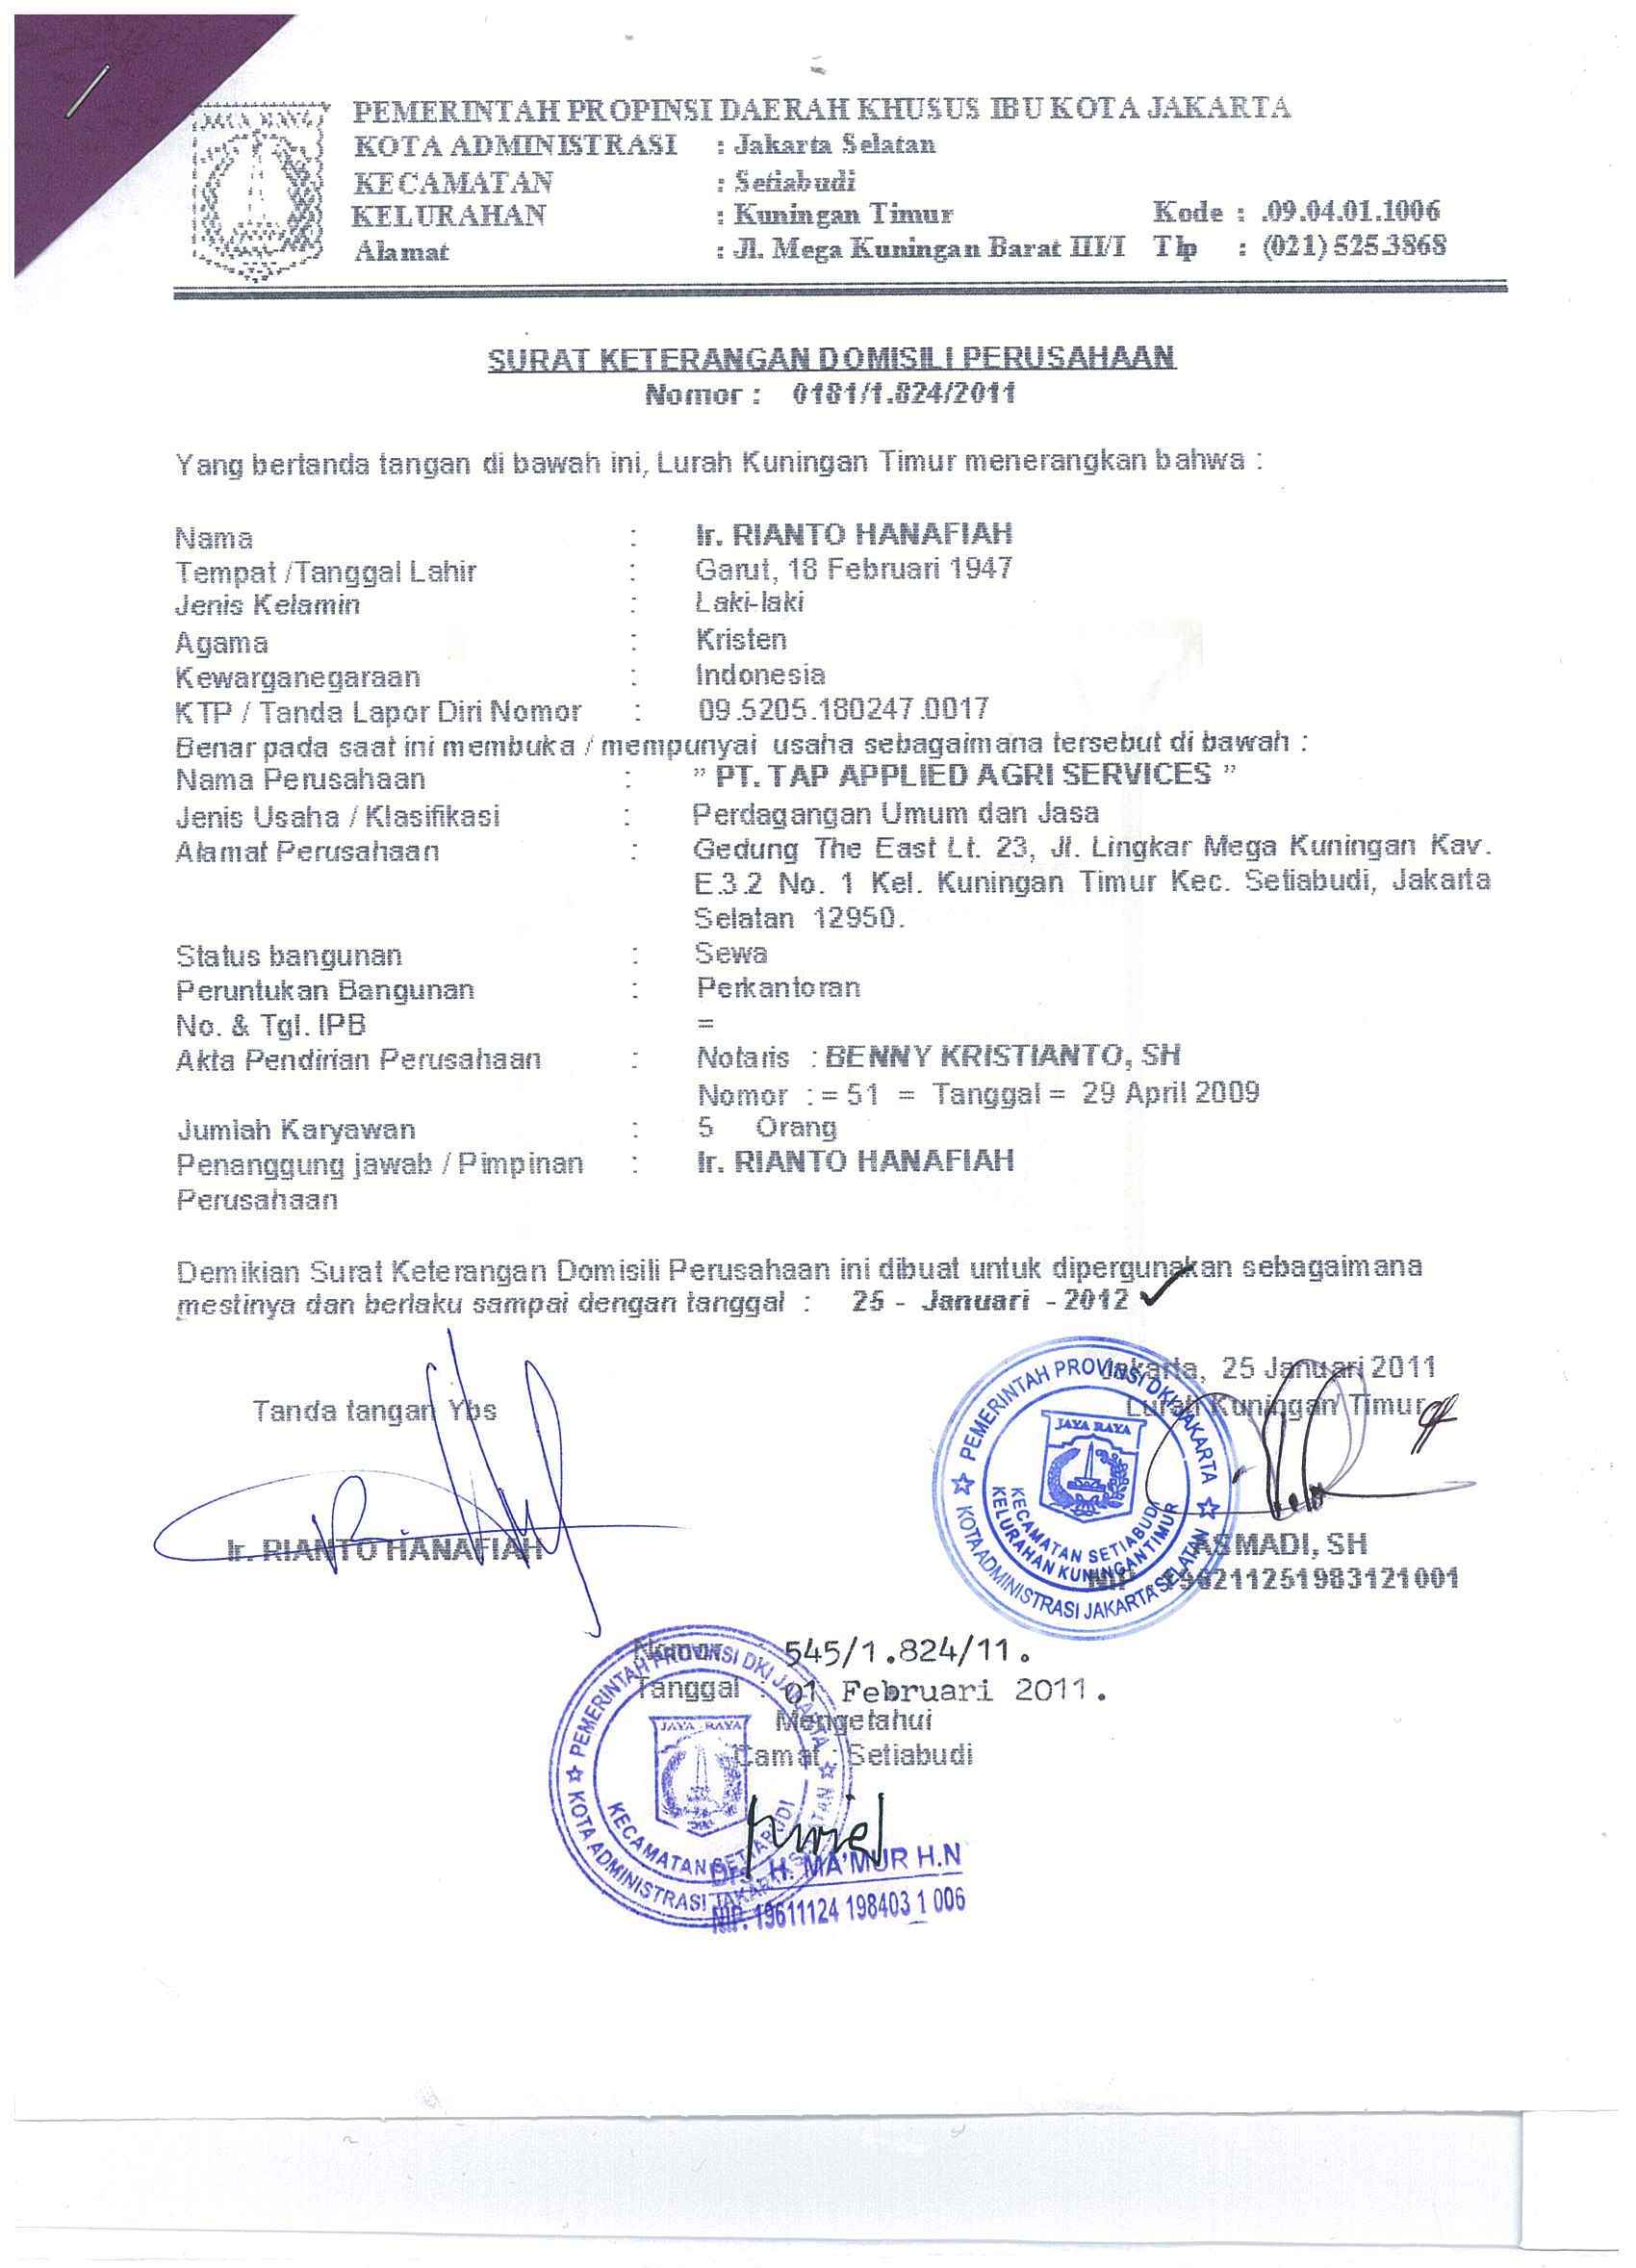 JAYA RAYA
PEMERINTAH PROPINSI DAERAH KHUSUS IBU KOTA JAKARTA
KOTA ADMINISTRASI : Jakarta Selatan
KECAMATAN : Setiabudi
KELURAHAN : Kuningan Timur Kode : .09.04.01.1006
Alamat : Jl. Mega Kuningan Barat III/I Tlp : (021) 525.3868
SURAT KETERANGAN DOMISILI PERUSAHAAN
Nomor : 0181/1.824/2011
Yang bertanda tangan di bawah ini, Lurah Kuningan Timur menerangkan bahwa :
Nama : Ir. RIANTO HANAFIAH
Tempat /Tanggal Lahir : Garut, 18 Februari 1947
Jenis Kelamin : Laki-laki
Agama : Kristen
Kewarganegaraan : Indonesia
KTP / Tanda Lapor Diri Nomor : 09.5205.180247.0017
Benar pada saat ini membuka / mempunyai usaha sebagaimana tersebut di bawah :
Nama Perusahaan : ” PT. TAP APPLIED AGRI SERVICES ”
Jenis Usaha / Klasifikasi : Perdagangan Umum dan Jasa
Alamat Perusahaan : Gedung The East Lt. 23, Jl. Lingkar Mega Kuningan Kav.
E.3.2 No. 1 Kel. Kuningan Timur Kec. Setiabudi, Jakarta
Selatan 12950.
Status bangunan : Sewa
Peruntukan Bangunan : Perkantoran
No. & Tgl. IPB =
Akta Pendirian Perusahaan : Notaris : BENNY KRISTIANTO, SH
Nomor : = 51 = Tanggal = 29 April 2009
Jumlah Karyawan : 5 Orang
Penanggung jawab / Pimpinan : Ir. RIANTO HANAFIAH
Perusahaan
Demikian Surat Keterangan Domisili Perusahaan ini dibuat untuk dipergunakan sebagaimana
mestinya dan berlaku sampai dengan tanggal : 25 - Januari - 2012
Jakarta, 25 Januari 2011
Tanda tangan Ybs Lurah Kuningan Timur
PEMERINTAH PROVINSI DKI JAKARTA
JAYA RAYA
KECAMATAN SETIABUDI
KELURAHAN KUNINGAN TIMUR
KOTA ADMINISTRASI JAKARTA SELATAN
Ir. RIANTO HANAFIAH ASMADI, SH
NIP 196211251983121001
Nomor : 545/1.824/11.
Tanggal : 01 Februari 2011.
Mengetahui
Camat : Setiabudi
PEMERINTAH PROVINSI DKI JAKARTA
JAYA RAYA
KECAMATAN SETIABUDI
KOTA ADMINISTRASI JAKARTA SELATAN
Drs. H. MA'MUR H.N
NIP. 19611124 198403 1 006